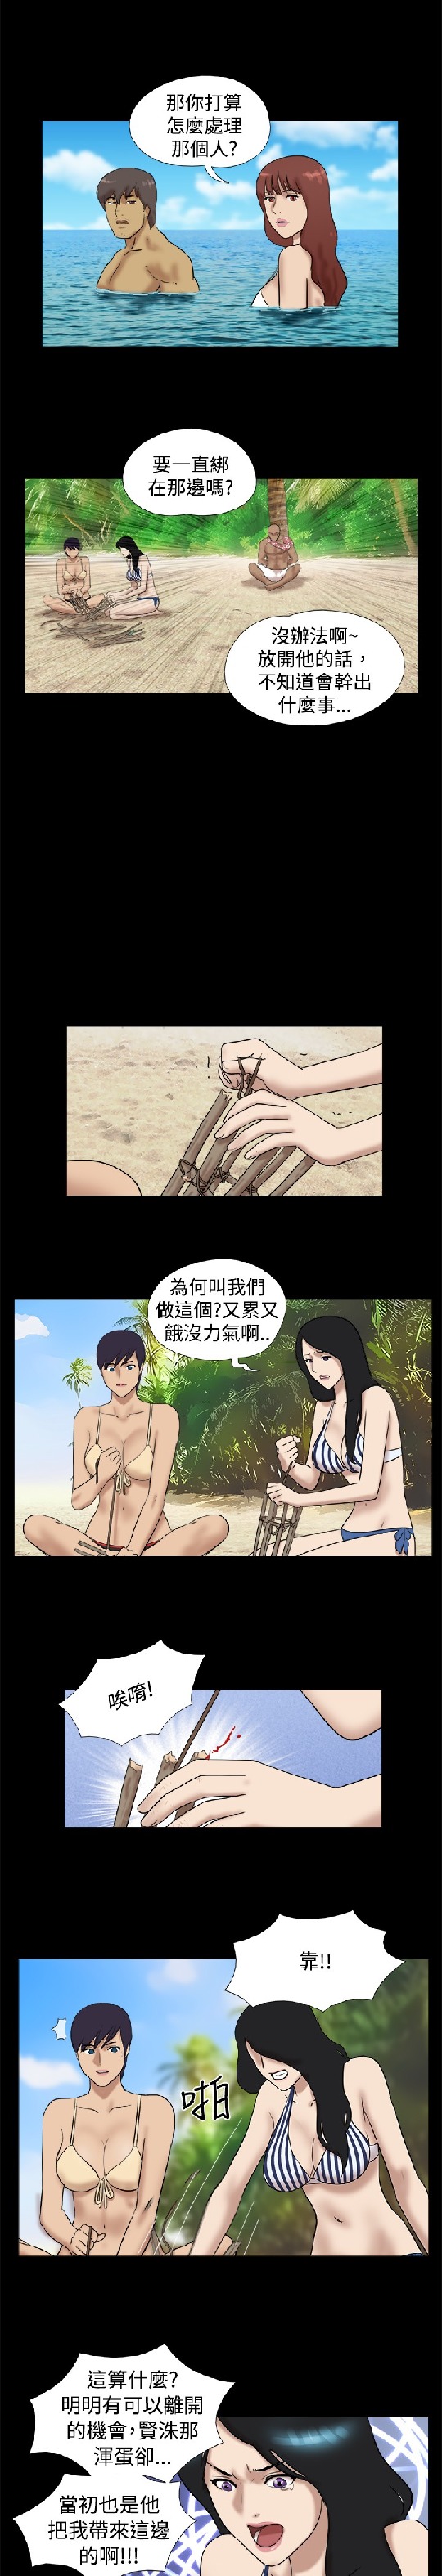 那你打算
怎麼處理
那個人?
要一直綁
在那邊嗎?
沒辦法啊~
放開他的話，
不知道會幹出
什麼事...
為何叫我們
做這個?又累又
餓沒力氣啊..
唉唷!
靠!!
啪
這算什麼?
明明有可以離開
的機會，賢洙那
渾蛋卻...
當初也是他
把我帶來這邊
的啊!!!